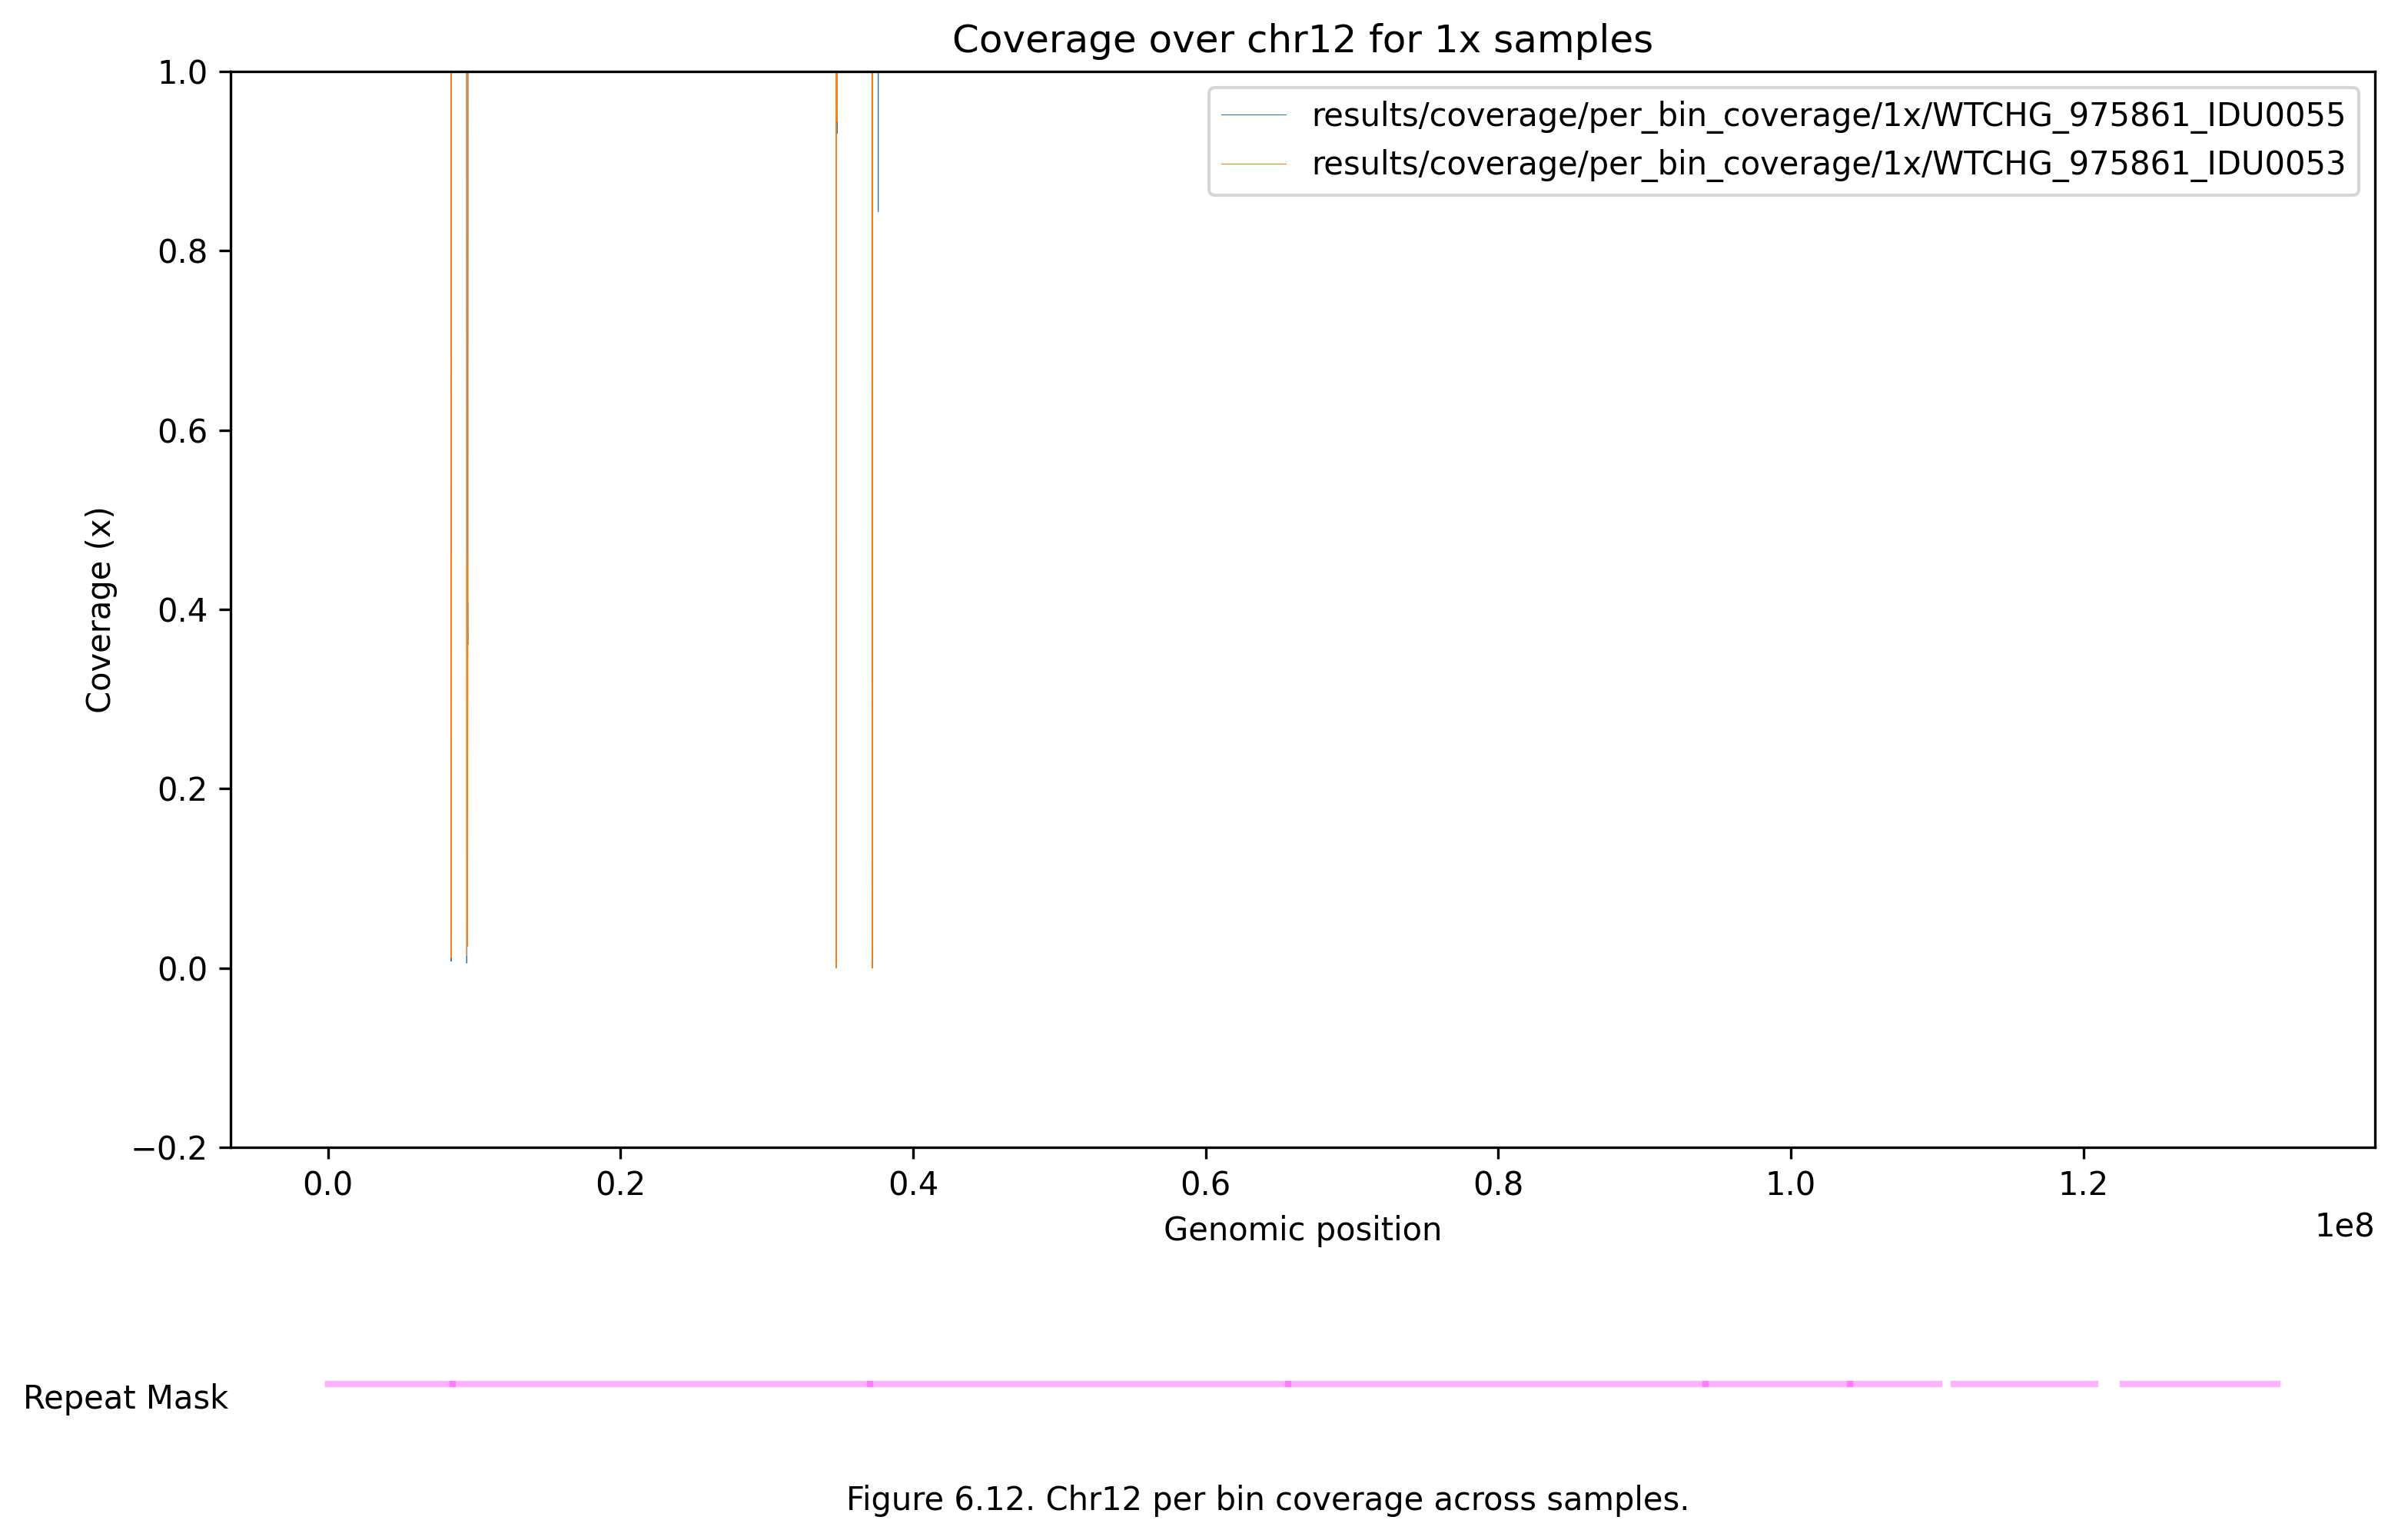 Coverage over chr12 for 1x samples
1.0
0.8
0.6
0.4
0.2
0.0
−0.2
Coverage (x)
results/coverage/per_bin_coverage/1x/WTCHG_975861_IDU0055
results/coverage/per_bin_coverage/1x/WTCHG_975861_IDU0053
0.0 0.2 0.4 0.6 0.8 1.0 1.2
1e8
Genomic position
Repeat Mask
Figure 6.12. Chr12 per bin coverage across samples.